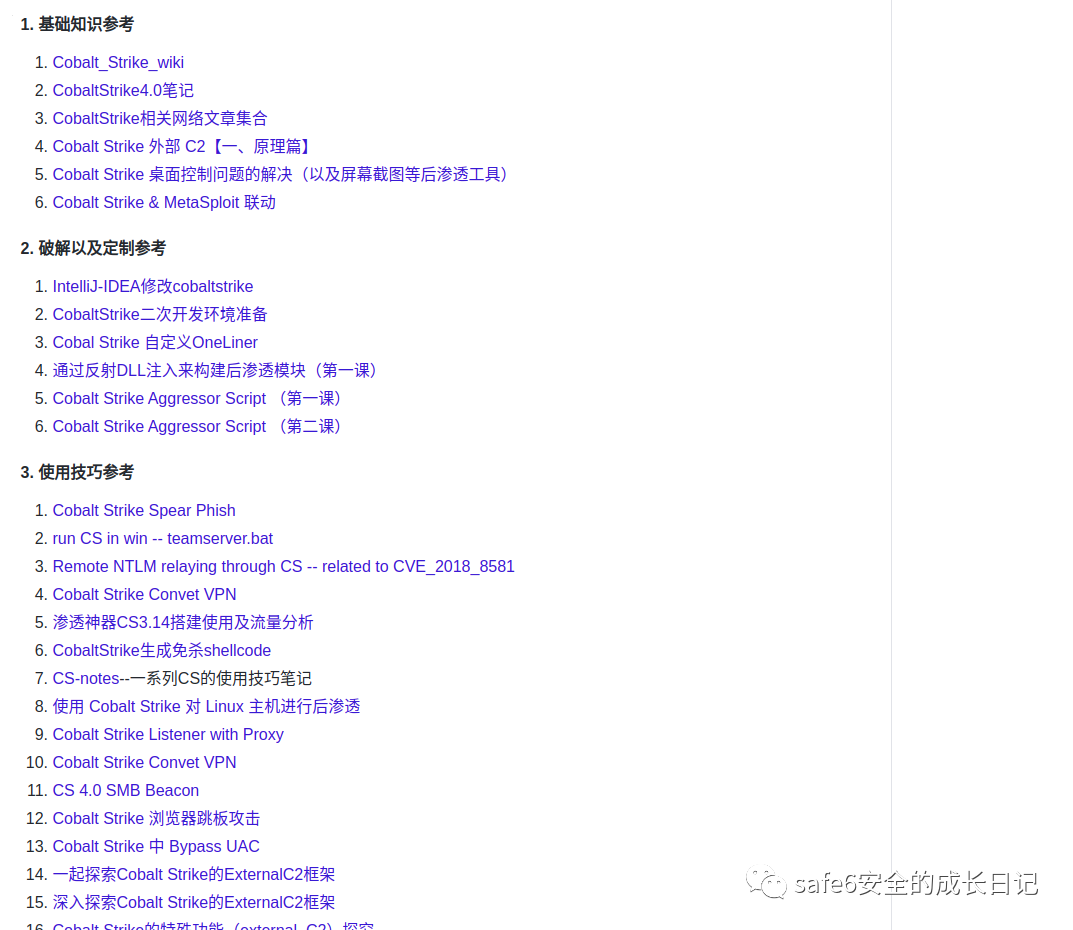 1. 基础知识参考
1. Cobalt_Strike_wiki
2. CobaltStrike4.0笔记
3. CobaltStrike相关网络文章集合
4. Cobalt Strike 外部 C2【一、原理篇】
5. Cobalt Strike 桌面控制问题的解决（以及屏幕截图等后渗透工具）
6. Cobalt Strike & MetaSploit 联动
2. 破解以及定制参考
1. IntelliJ-IDEA修改cobaltstrike
2. CobaltStrike二次开发环境准备
3. Cobal Strike 自定义OneLiner
4. 通过反射DLL注入来构建后渗透模块（第一课）
5. Cobalt Strike Aggressor Script （第一课）
6. Cobalt Strike Aggressor Script （第二课）
3. 使用技巧参考
1. Cobalt Strike Spear Phish
2. run CS in win -- teamserver.bat
3. Remote NTLM relaying through CS -- related to CVE_2018_8581
4. Cobalt Strike Convet VPN
5. 渗透神器CS3.14搭建使用及流量分析
6. CobaltStrike生成免杀shellcode
7. CS-notes--一系列CS的使用技巧笔记
8. 使用 Cobalt Strike 对 Linux 主机进行后渗透
9. Cobalt Strike Listener with Proxy
10. Cobalt Strike Convet VPN
11. CS 4.0 SMB Beacon
12. Cobalt Strike 浏览器跳板攻击
13. Cobalt Strike 中 Bypass UAC
14. 一起探索Cobalt Strike的ExternalC2框架
15. 深入探索Cobalt Strike的ExternalC2框架
16. Cobalt Strike的特殊功能（external_C2）探究
safe6安全的成长日记